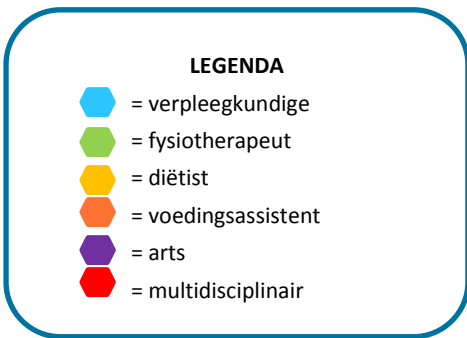 LEGENDA
= verpleegkundige
= fysiotherapeut
= diëtist
= voedingsassistent
= arts
= multidisciplinair